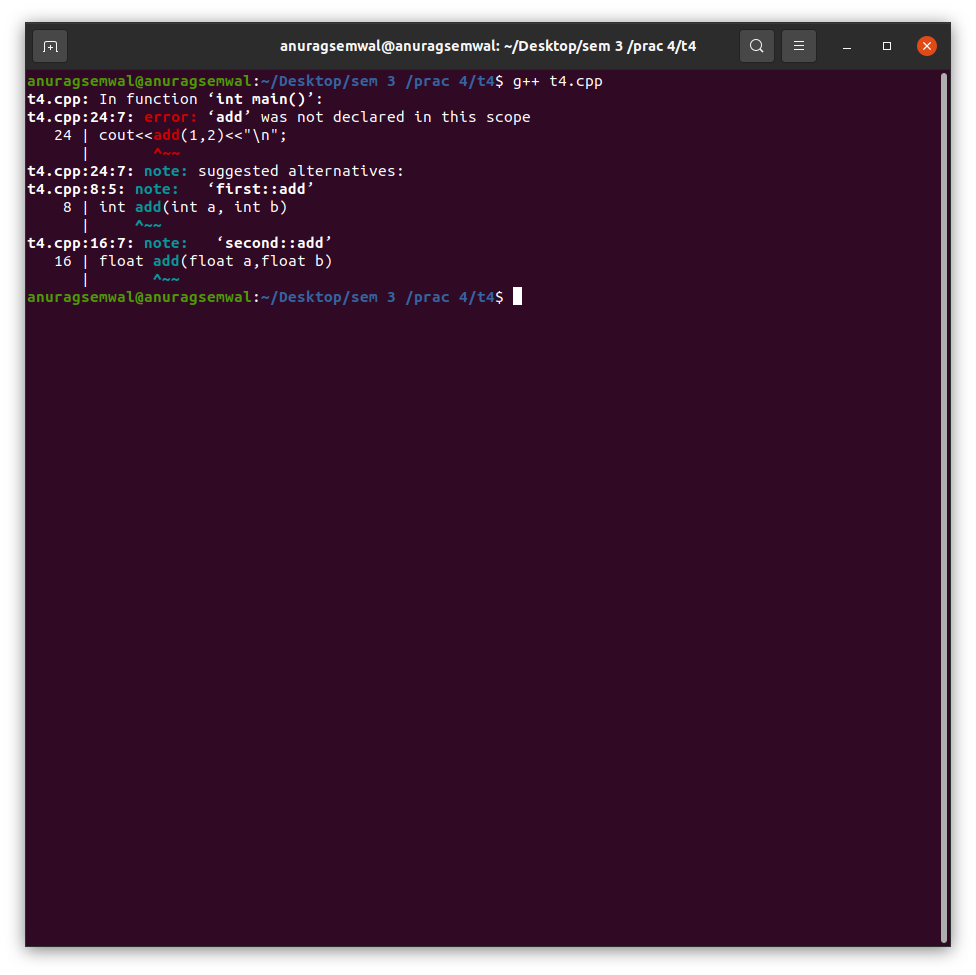 anuragsemwal@anuragsemwal: ~/Desktop/sem 3 /prac 4/t4
anuragsemwal@anuragsemwal:~/Desktop/sem 3 /prac 4/t4$ g++ t4.cpp
t4.cpp: In function ‘int main()’:
t4.cpp:24:7: error: ‘add’ was not declared in this scope
   24 | cout<<add(1,2)<<"\n";
      |       ^~~
t4.cpp:24:7: note: suggested alternatives:
t4.cpp:8:5: note:   ‘first::add’
    8 | int add(int a, int b)
      |     ^~~
t4.cpp:16:7: note:   ‘second::add’
   16 | float add(float a,float b)
      |       ^~~
anuragsemwal@anuragsemwal:~/Desktop/sem 3 /prac 4/t4$